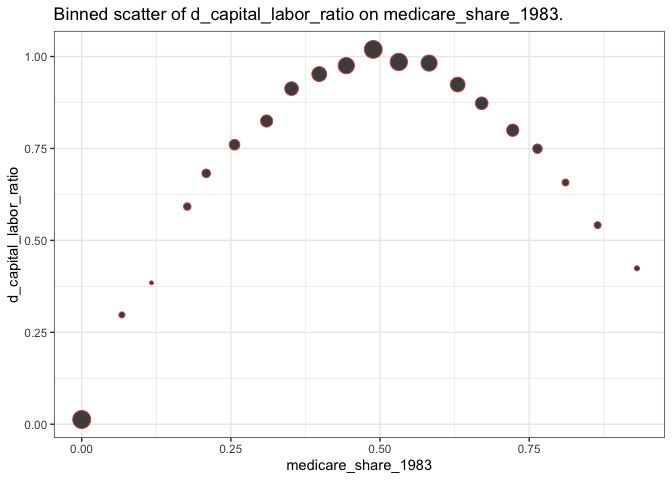 Binned scatter of d_capital_labor_ratio on medicare_share_1983.
1.00
0.75
0.50
0.25
0.00
d_capital_labor_ratio
0.00 0.25 0.50 0.75
medicare_share_1983